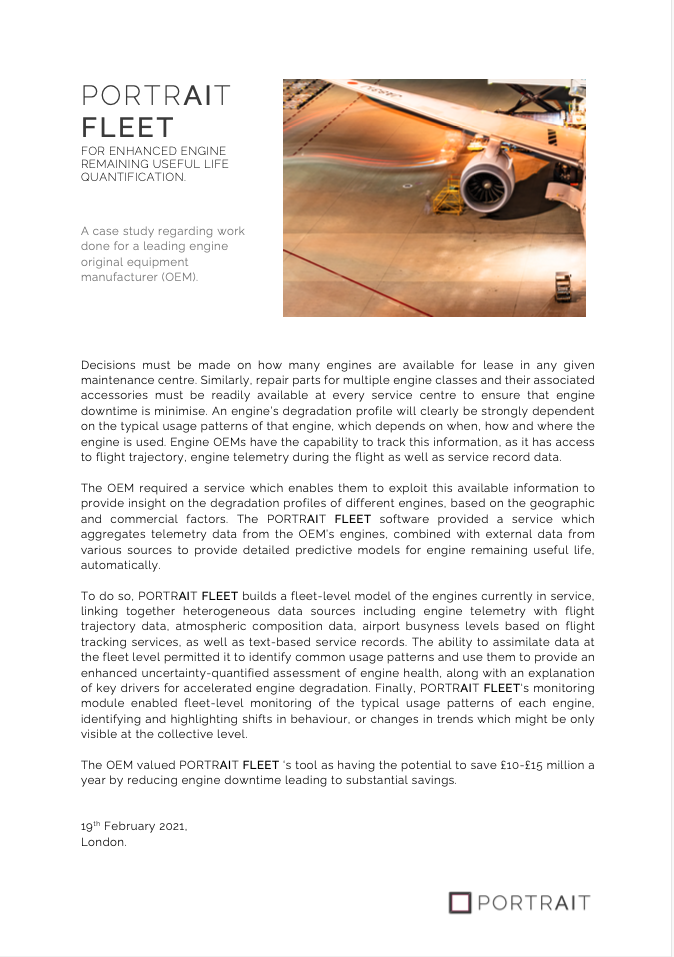 PORTRAIT
FLEET
FOR ENHANCED ENGINE
REMAINING USEFUL LIFE
QUANTIFICATION.
A case study regarding work
done for a leading engine
original equipment
manufacturer (OEM).
Decisions must be made on how many engines are available for lease in any given
maintenance centre. Similarly, repair parts for multiple engine classes and their associated
accessories must be readily available at every service centre to ensure that engine
downtime is minimise. An engine's degradation profile will clearly be strongly dependent
on the typical usage patterns of that engine, which depends on when, how and where the
engine is used. Engine OEMs have the capability to track this information, as it has access
to flight trajectory, engine telemetry during the flight as well as service record data.
The OEM required a service which enables them to exploit this available information to
provide insight on the degradation profiles of different engines, based on the geographic
and commercial factors. The PORTRAIT FLEET software provided a service which
aggregates telemetry data from the OEM's engines, combined with external data from
various sources to provide detailed predictive models for engine remaining useful life,
automatically.
To do so, PORTRAIT FLEET builds a fleet-level model of the engines currently in service,
linking together heterogeneous data sources including engine telemetry with flight
trajectory data, atmospheric composition data, airport busyness levels based on flight
tracking services, as well as text-based service records. The ability to assimilate data at
the fleet level permitted it to identify common usage patterns and use them to provide an
enhanced uncertainty-quantified assessment of engine health, along with an explanation
of key drivers for accelerated engine degradation. Finally, PORTRAIT FLEET's monitoring
module enabled fleet-level monitoring of the typical usage patterns of each engine,
identifying and highlighting shifts in behaviour, or changes in trends which might be only
visible at the collective level.
The OEM valued PORTRAIT FLEET 's tool as having the potential to save £10-£15 million a
year by reducing engine downtime leading to substantial savings.
19th February 2021,
London.
PORTRAIT